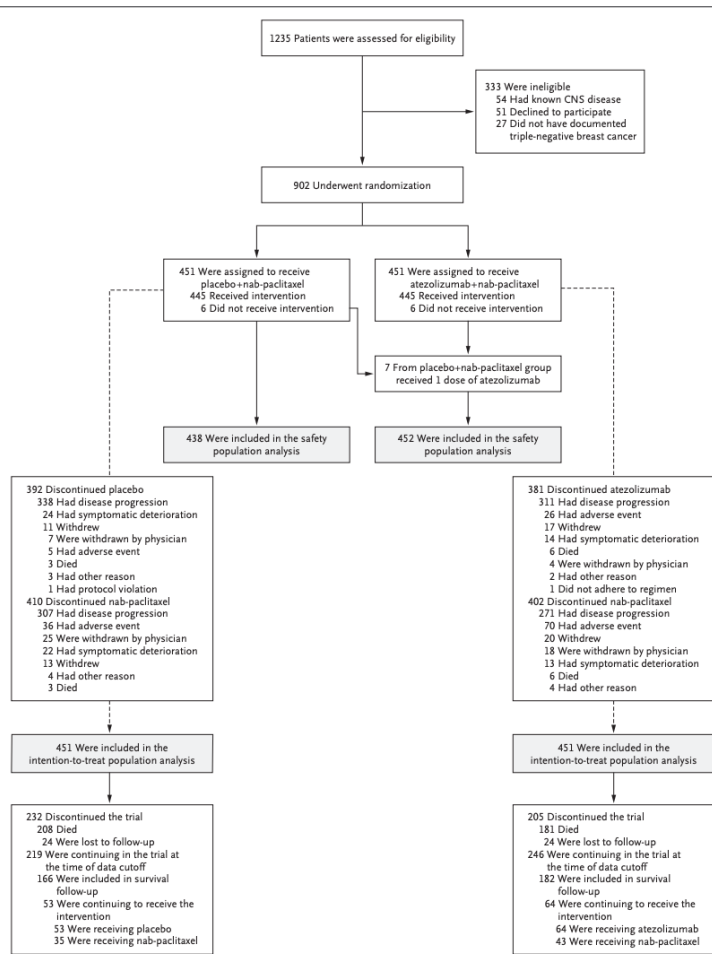 1235 Patients were assessed for eligibility
333 Were ineligible
54 Had known CNS disease
51 Declined to participate
27 Did not have documented
triple-negative breast cancer
902 Underwent randomization
451 Were assigned to receive
placebo+nab-paclitaxel
445 Received intervention
6 Did not receive intervention
451 Were assigned to receive
atezolizumab+nab-paclitaxel
445 Received intervention
6 Did not receive intervention
7 From placebo+nab-paclitaxel group
received 1 dose of atezolizumab
438 Were included in the safety
population analysis
452 Were included in the safety
population analysis
392 Discontinued placebo
338 Had disease progression
24 Had symptomatic deterioration
11 Withdrew
7 Were withdrawn by physician
5 Had adverse event
3 Died
3 Had other reason
1 Had protocol violation
410 Discontinued nab-paclitaxel
307 Had disease progression
36 Had adverse event
25 Were withdrawn by physician
22 Had symptomatic deterioration
13 Withdrew
4 Had other reason
3 Died
381 Discontinued atezolizumab
311 Had disease progression
26 Had adverse event
17 Withdrew
14 Had symptomatic deterioration
6 Died
4 Were withdrawn by physician
2 Had other reason
1 Did not adhere to regimen
402 Discontinued nab-paclitaxel
271 Had disease progression
70 Had adverse event
20 Withdrew
18 Were withdrawn by physician
13 Had symptomatic deterioration
6 Died
4 Had other reason
451 Were included in the
intention-to-treat population analysis
451 Were included in the
intention-to-treat population analysis
232 Discontinued the trial
208 Died
24 Were lost to follow-up
219 Were continuing in the trial at
the time of data cutoff
166 Were included in survival
follow-up
53 Were continuing to receive the
intervention
53 Were receiving placebo
35 Were receiving nab-paclitaxel
205 Discontinued the trial
181 Died
24 Were lost to follow-up
246 Were continuing in the trial at
the time of data cutoff
182 Were included in survival
follow-up
64 Were continuing to receive the
intervention
64 Were receiving atezolizumab
43 Were receiving nab-paclitaxel